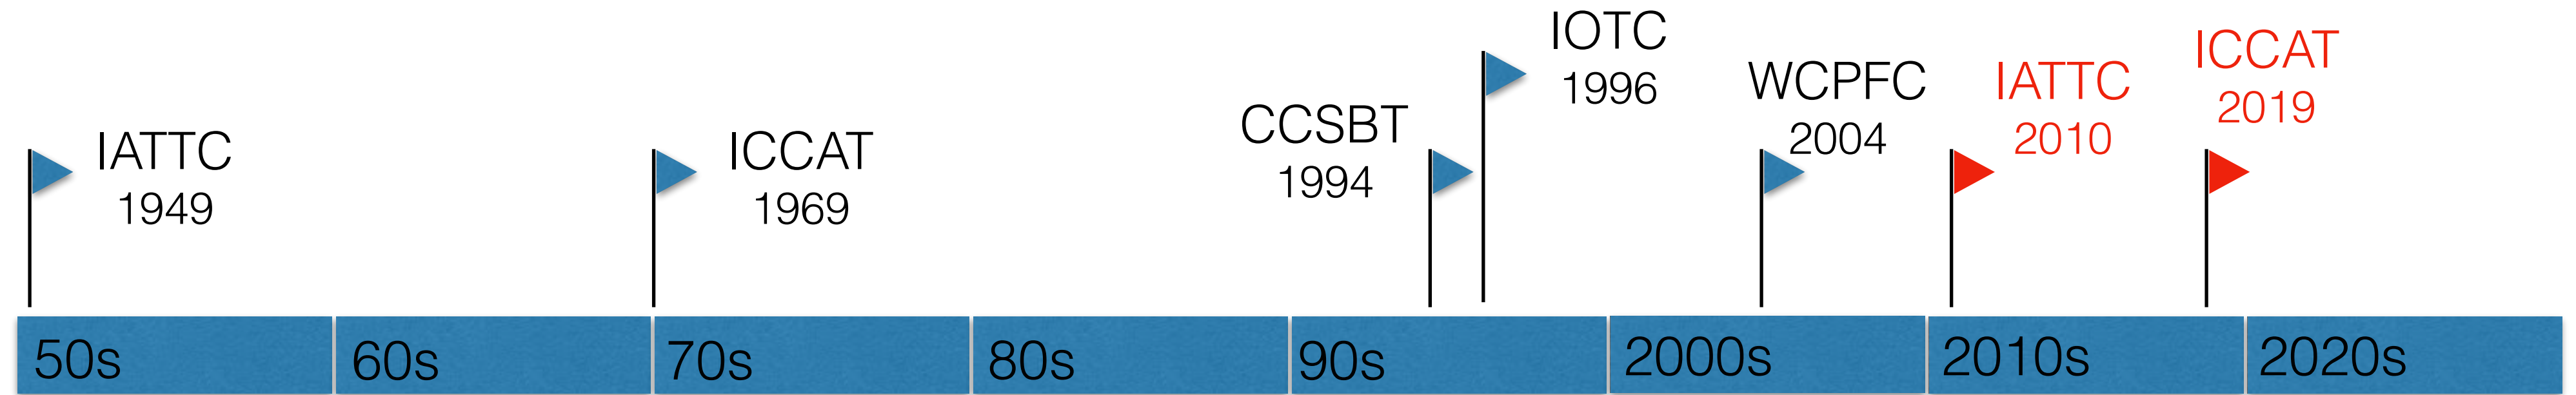 IATTC
1949
ICCAT
1969
CCSBT
1994
IOTC
1996
WCPFC
2004
IATTC
2010
ICCAT
2019
50s
60s
70s
80s
90s
2000s
2010s
2020s